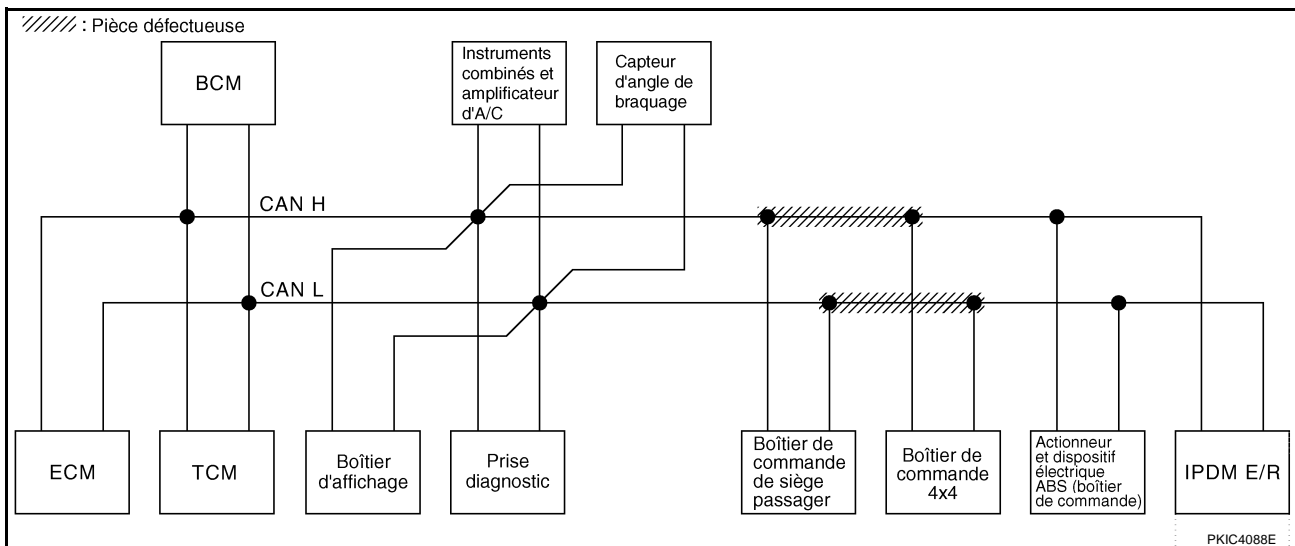 : Pièce défectueuse
BCM
Instruments
combinés et
amplificateur
d'A/C
Capteur
d'angle de
braquage
CAN H
CAN L
ECM
TCM
Boîtier
d'affichage
Prise
diagnostic
Boîtier de
commande
de siège
passager
Boîtier de
commande
4x4
Actionneur
et dispositif
électrique
ABS (boîtier
de commande)
IPDM E/R
PKIC4088E